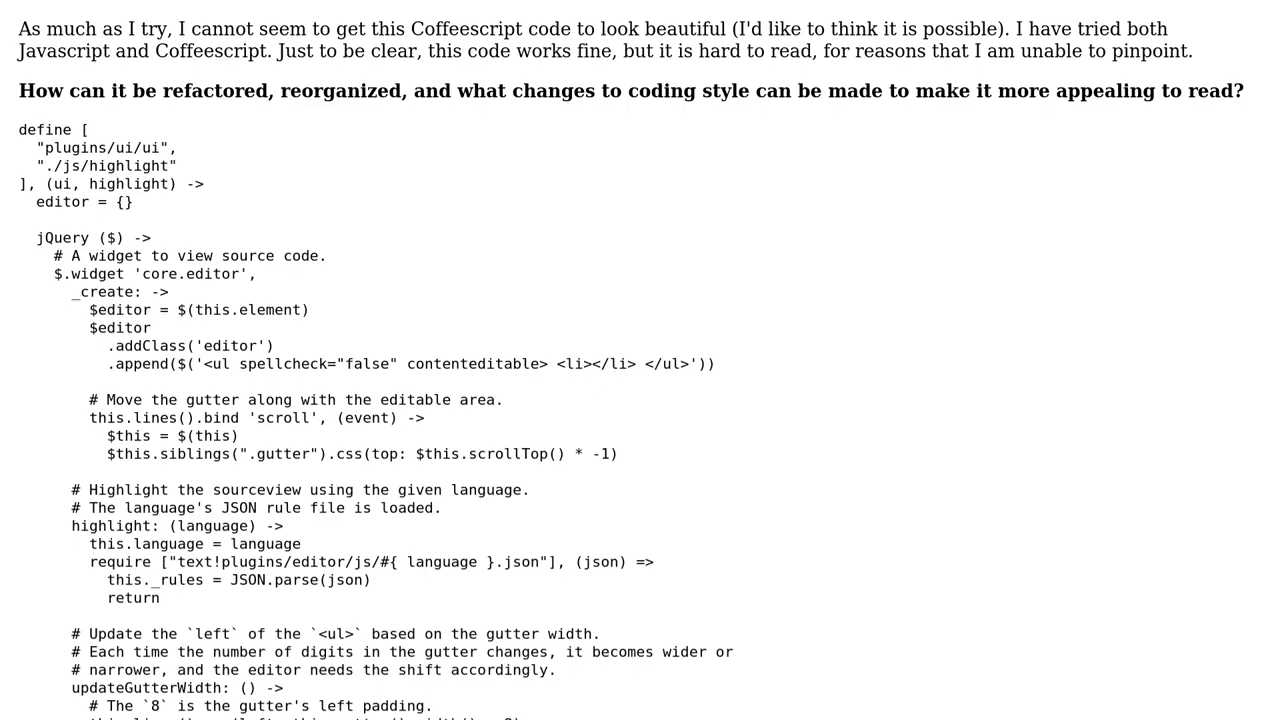 As much as I try, I cannot seem to get this Coffeescript code to look beautiful (I'd like to think it is possible). I have tried both
Javascript and Coffeescript. Just to be clear, this code works fine, but it is hard to read, for reasons that I am unable to pinpoint.
How can it be refactored, reorganized, and what changes to coding style can be made to make it more appealing to read?
define [
  "plugins/ui/ui",
  "./js/highlight"
], (ui, highlight) ->
  editor = {}
  jQuery ($) ->
    # A widget to view source code.
    $.widget 'core.editor',
      _create: ->
        $editor = $(this.element)
        $editor
          .addClass('editor')
          .append($('<ul spellcheck="false" contenteditable> <li></li> </ul>'))
        # Move the gutter along with the editable area.
        this.lines().bind 'scroll', (event) ->
          $this = $(this)
          $this.siblings(".gutter").css(top: $this.scrollTop() * -1)
      # Highlight the sourceview using the given language.
      # The language's JSON rule file is loaded.
      highlight: (language) ->
        this.language = language
        require ["text!plugins/editor/js/#{ language }.json"], (json) =>
          this._rules = JSON.parse(json)
          return
      # Update the `left` of the `<ul>` based on the gutter width.
      # Each time the number of digits in the gutter changes, it becomes wider or
      # narrower, and the editor needs the shift accordingly.
      updateGutterWidth: () ->
        # The `8` is the gutter's left padding.